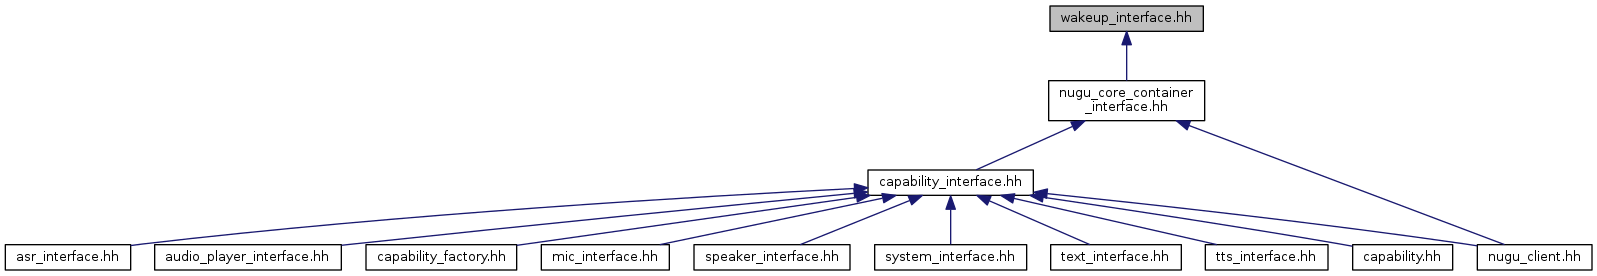 wakeup_interface.hh
nugu_core_container
_interface.hh
capability_interface.hh
asr_interface.hh
audio_player_interface.hh
capability_factory.hh
mic_interface.hh
speaker_interface.hh
system_interface.hh
text_interface.hh
tts_interface.hh
capability.hh
nugu_client.hh